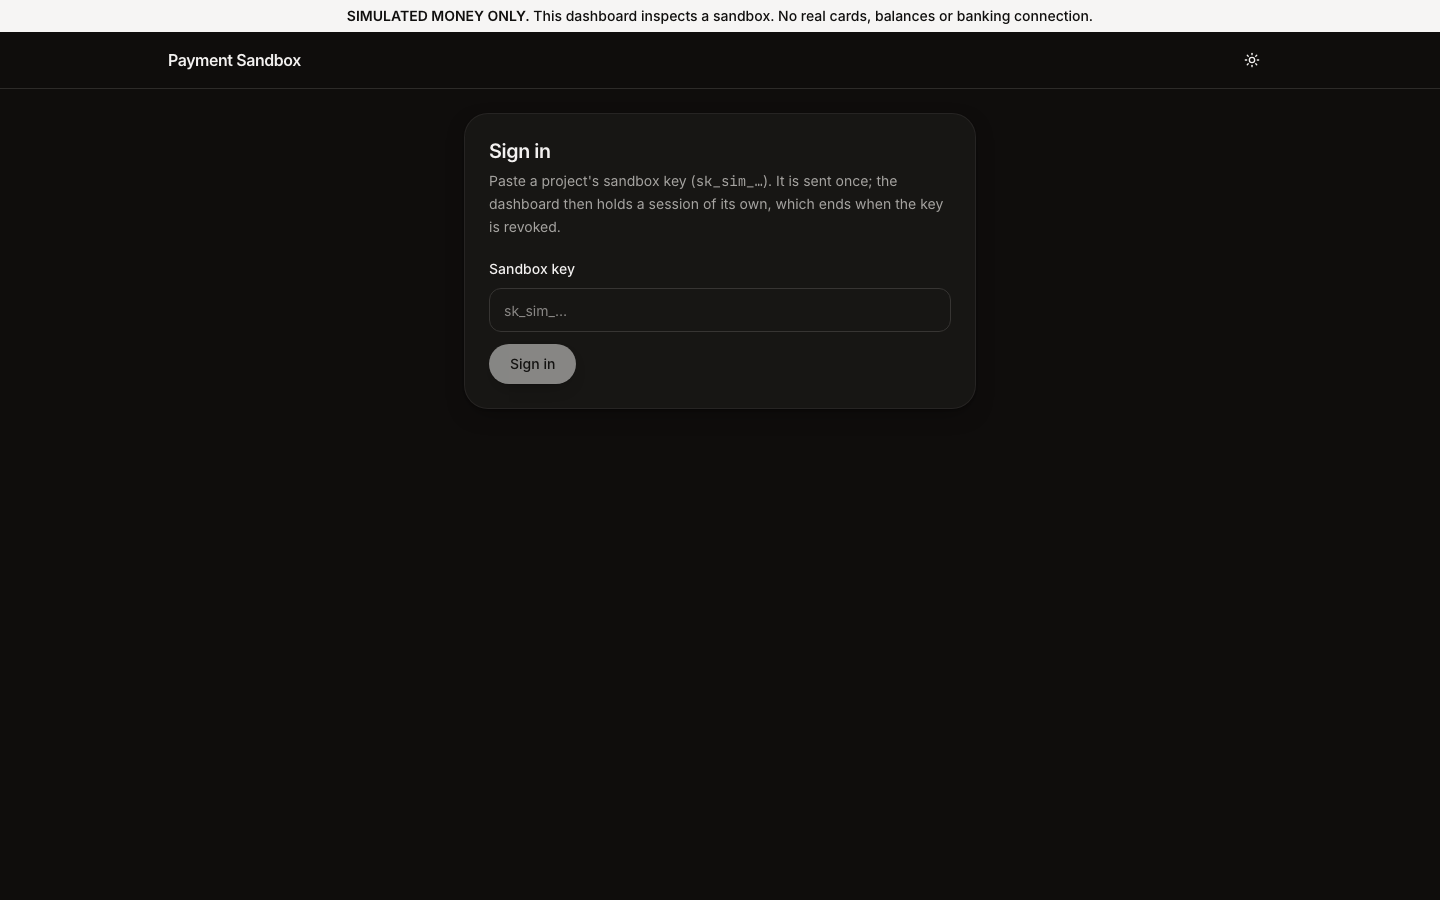 SIMULATED MONEY ONLY. This dashboard inspects a sandbox. No real cards, balances or banking connection.
Payment Sandbox
Sign in
Paste a project's sandbox key (sk_sim_…). It is sent once; the
dashboard then holds a session of its own, which ends when the key
is revoked.
Sandbox key
sk_sim_...
Sign in